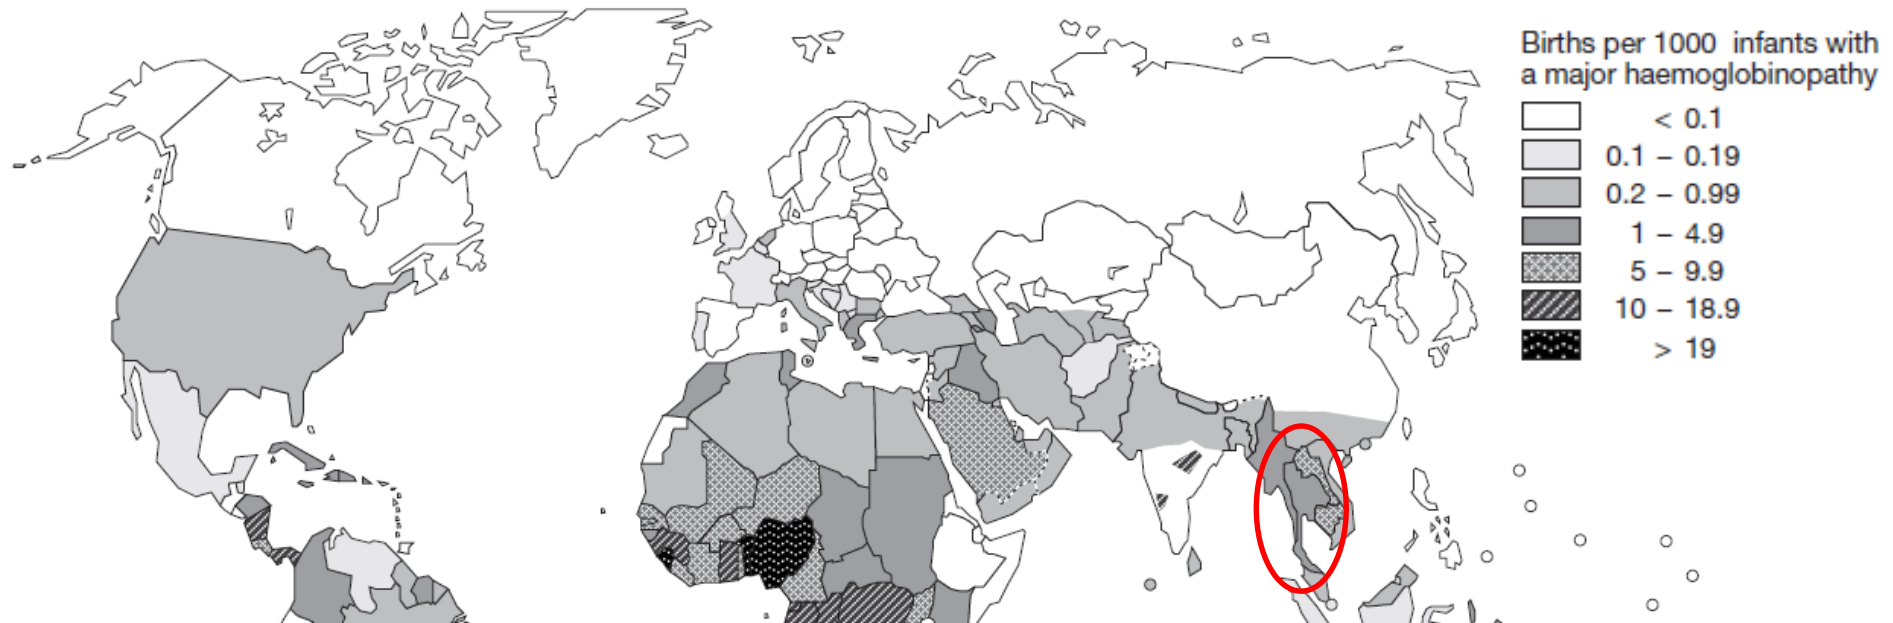 Births per 1000 infants with
a major haemoglobinopathy
< 0.1
0.1 – 0.19
0.2 – 0.99
1 – 4.9
5 – 9.9
10 – 18.9
> 19